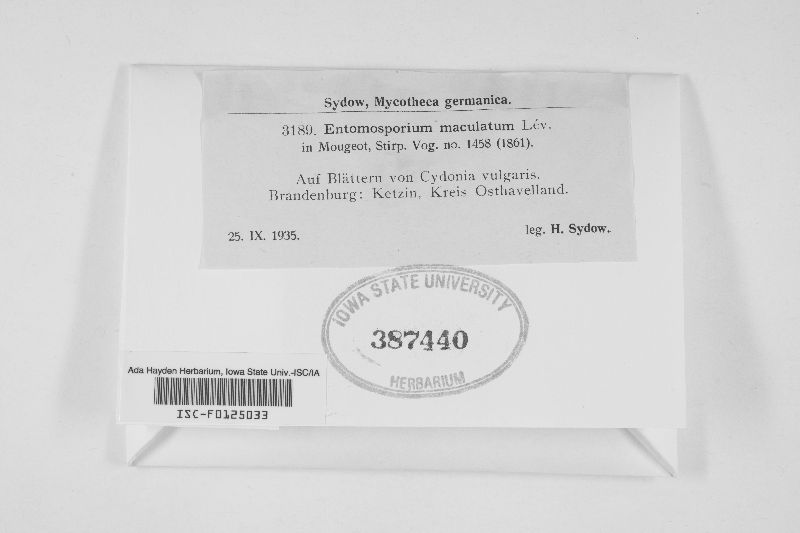 Sydow, Mycotheca germanica.
3189. Entomosporium maculatum Lév.
in Mougeot, Stirp. Vog. no. 1458 (1861).
Auf Blättern von Cydonia vulgaris.
Brandenburg: Ketzin, Kreis Osthavelland.
25. IX. 1935. leg. H. Sydow.
IOWA STATE UNIVERSITY
387440
HERBARIUM
Ada Hayden Herbarium, Iowa State Univ.-ISC/IA
ISC-F0125033